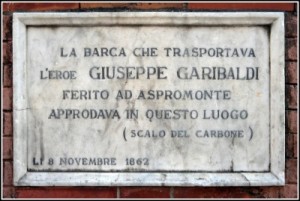 LA BARCA CHE TRASPORTAVA
L'EROE GIUSEPPE GARIBALDI
FERITO AD ASPROMONTE
APPRODAVA IN QUESTO LUOGO
(SCALO DEL CARBONE)
LI 8 NOVEMBRE 1862